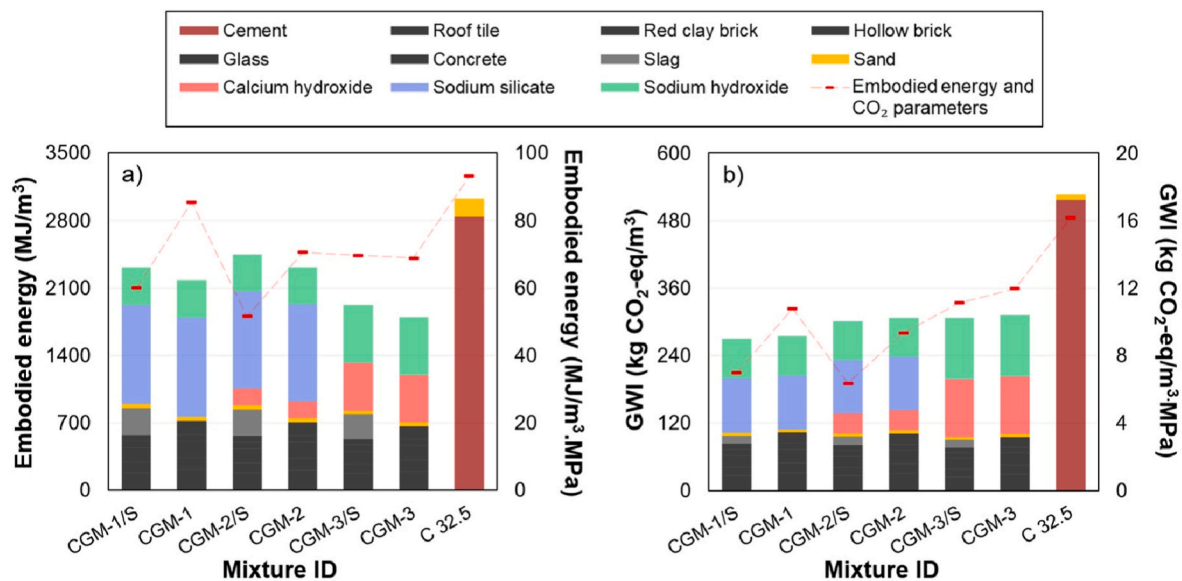 Cement Roof tile Red clay brick Hollow brick
Glass Concrete Slag Sand
Calcium hydroxide Sodium silicate Sodium hydroxide Embodied energy and
CO₂ parameters
a)
Embodied energy (MJ/m³)
3500
2800
2100
1400
700
0
100
80
60
40
20
0
Embodied energy (MJ/m³.MPa)
CGM-1/S
CGM-1
CGM-2/S
CGM-2
CGM-3/S
CGM-3
C 32.5
Mixture ID
b)
GWI (kg CO₂-eq/m³)
600
480
360
240
120
0
20
16
12
8
4
0
GWI (kg CO₂-eq/m³·MPa)
CGM-1/S
CGM-1
CGM-2/S
CGM-2
CGM-3/S
CGM-3
C 32.5
Mixture ID